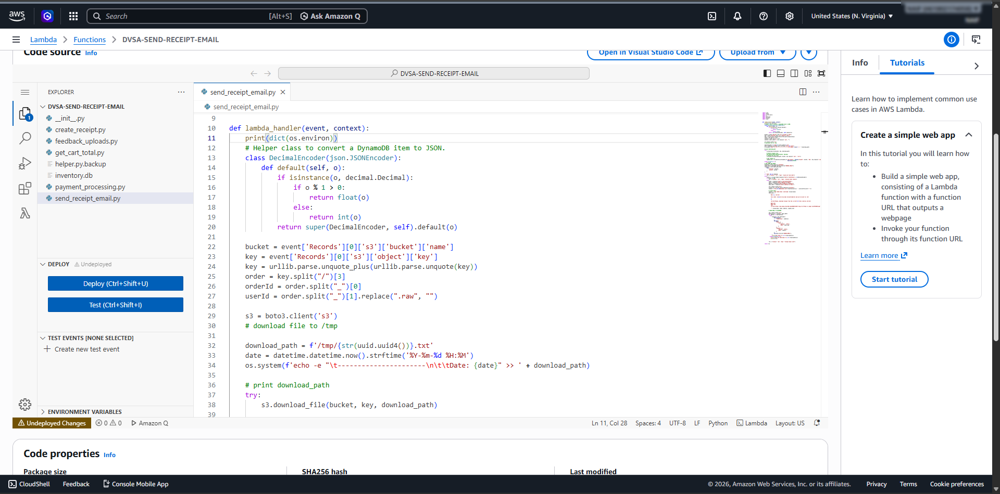 aws
Search
[Alt+S]
Ask Amazon Q
United States (N. Virginia)
Lambda
Functions
DVSA-SEND-RECEIPT-EMAIL
Code source
Info
Open in Visual Studio Code
Upload from
DVSA-SEND-RECEIPT-EMAIL
EXPLORER
DVSA-SEND-RECEIPT-EMAIL
__init__.py
create_receipt.py
feedback_uploads.py
get_cart_total.py
helper.py.backup
inventory.db
payment_processing.py
send_receipt_email.py
1
DEPLOY
Undeployed
Deploy (Ctrl+Shift+U)
Test (Ctrl+Shift+I)
TEST EVENTS [NONE SELECTED]
Create new test event
ENVIRONMENT VARIABLES
send_receipt_email.py
send_receipt_email.py
9
10 def lambda_handler(event, context):
11     print(dict(os.environ))
12     # Helper class to convert a DynamoDB item to JSON.
13     class DecimalEncoder(json.JSONEncoder):
14         def default(self, o):
15             if isinstance(o, decimal.Decimal):
16                 if o % 1 > 0:
17                     return float(o)
18                 else:
19                     return int(o)
20             return super(DecimalEncoder, self).default(o)
21
22     bucket = event['Records'][0]['s3']['bucket']['name']
23     key = event['Records'][0]['s3']['object']['key']
24     key = urllib.parse.unquote_plus(urllib.parse.unquote(key))
25     order = key.split("/")[3]
26     orderId = order.split("_")[0]
27     userId = order.split("_")[1].replace(".raw", "")
28
29     s3 = boto3.client('s3')
30     # download file to /tmp
31
32     download_path = f'/tmp/{str(uuid.uuid4())}.txt'
33     date = datetime.datetime.now().strftime('%Y-%m-%d %H:%M')
34     os.system(f'echo -e "\t----------------------\n\t\tDate: {date}" >> ' + download_path)
35
36     # print download_path
37     try:
38         s3.download_file(bucket, key, download_path)
39
Undeployed Changes
0
0
Amazon Q
Ln 11, Col 28
Spaces: 4
UTF-8
LF
Python
Lambda
Layout: US
Code properties
Info
Package size
SHA256 hash
Last modified
Info
Tutorials
Learn how to implement common use
cases in AWS Lambda.
Create a simple web app
In this tutorial you will learn how
to:
• Build a simple web app,
consisting of a Lambda
function with a function
URL that outputs a
webpage
• Invoke your function
through its function URL
Learn more
Start tutorial
CloudShell
Feedback
Console Mobile App
© 2026, Amazon Web Services, Inc. or its affiliates.
Privacy
Terms
Cookie preferences